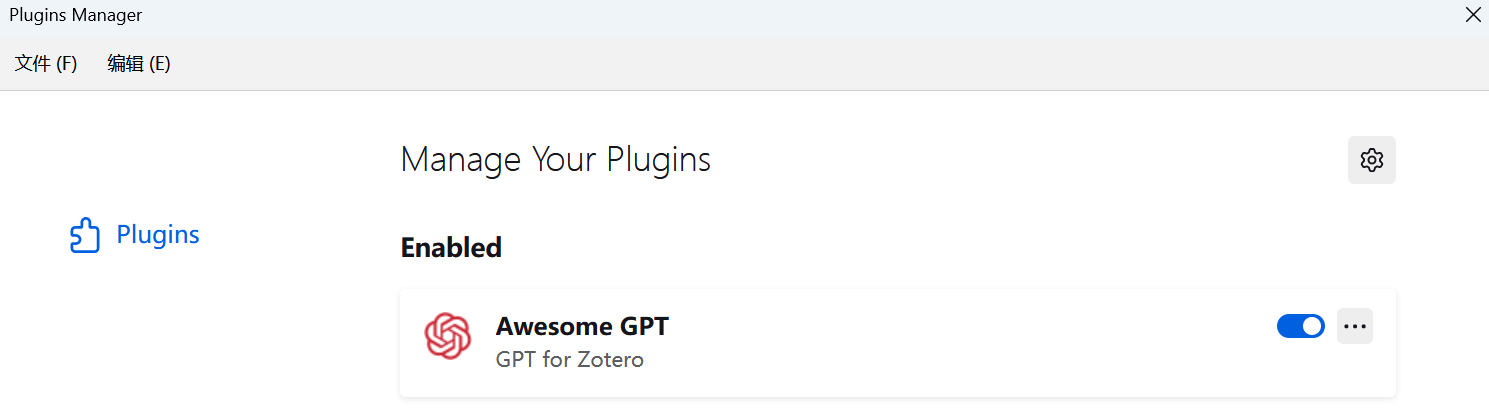 Plugins Manager
文件 (F) 编辑 (E)
Manage Your Plugins
Plugins
Enabled
Awesome GPT
GPT for Zotero